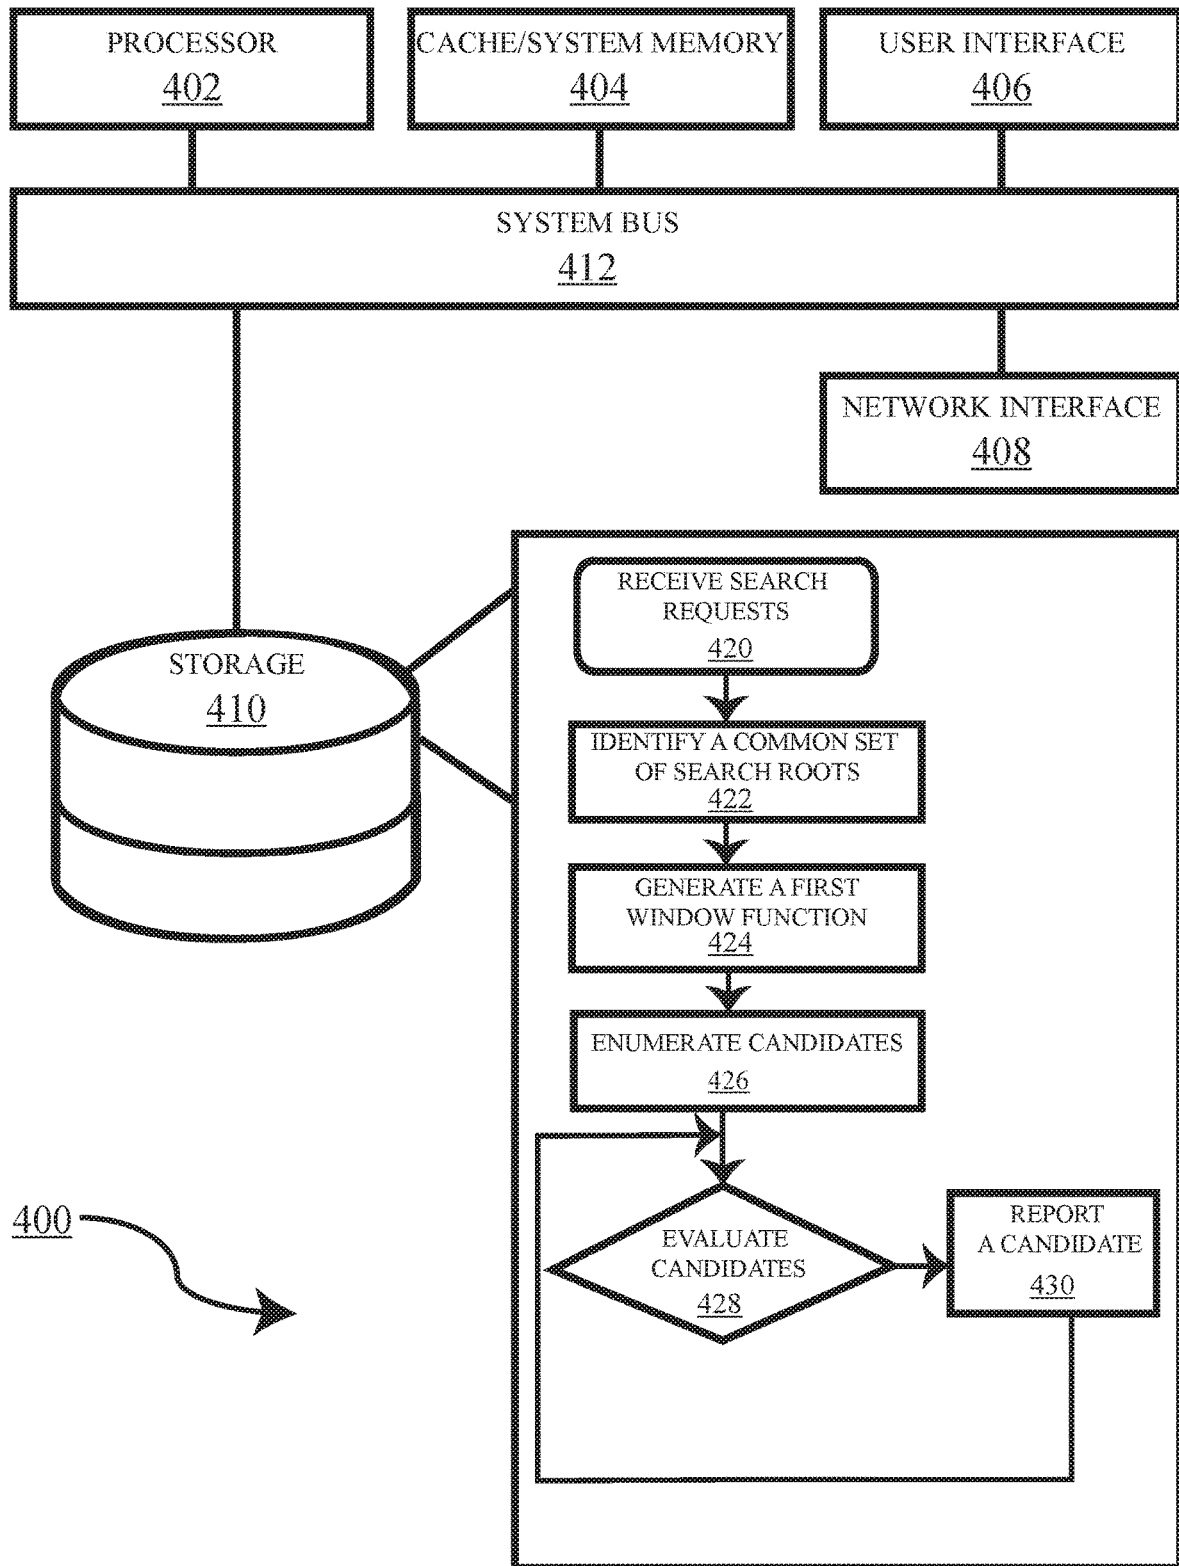 PROCESSOR
402
CACHE/SYSTEM MEMORY
404
USER INTERFACE
406
SYSTEM BUS
412
NETWORK INTERFACE
408
STORAGE
410
RECEIVE SEARCH
REQUESTS
420
IDENTIFY A COMMON SET
OF SEARCH ROOTS
422
GENERATE A FIRST
WINDOW FUNCTION
424
ENUMERATE CANDIDATES
426
EVALUATE
CANDIDATES
428
REPORT
A CANDIDATE
430
400